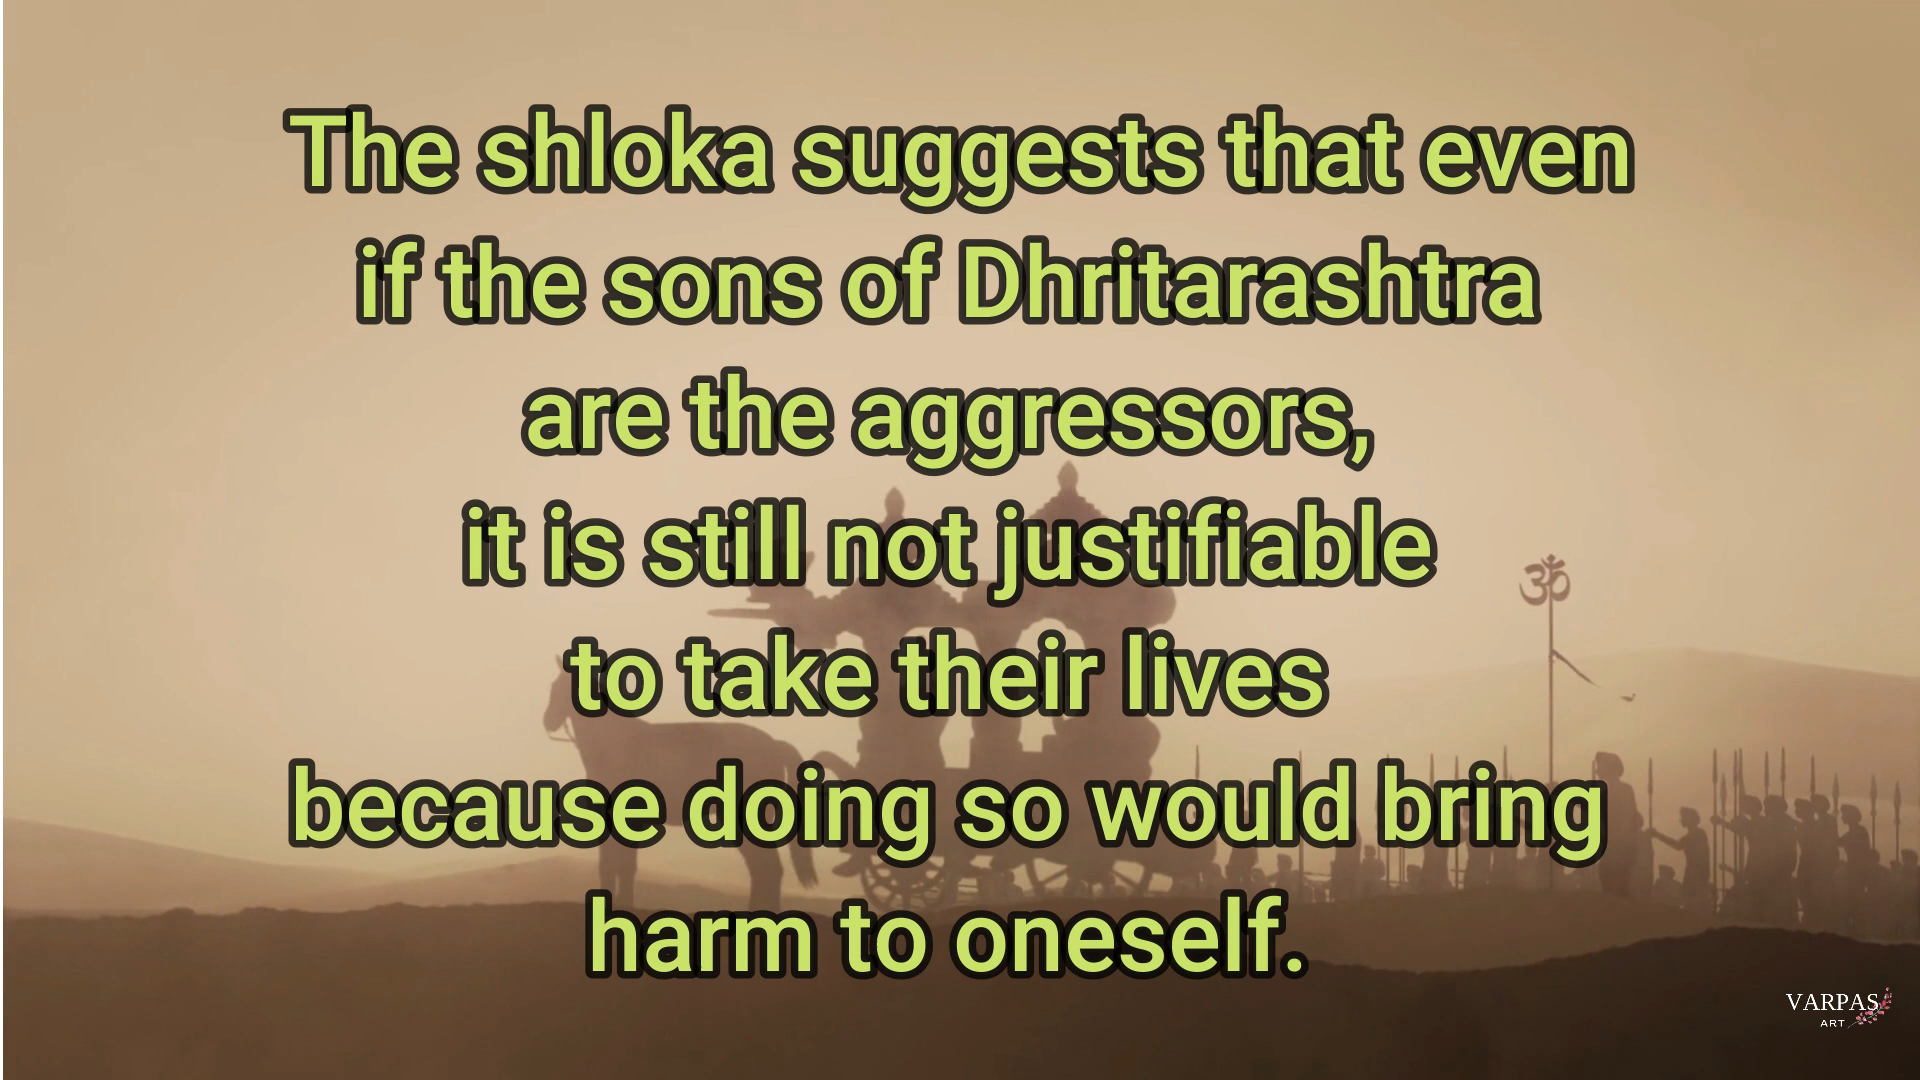 The shloka suggests that even
if the sons of Dhritarashtra
are the aggressors,
it is still not justifiable
to take their lives
because doing so would bring
harm to oneself.
ॐ
VARPAS
ART